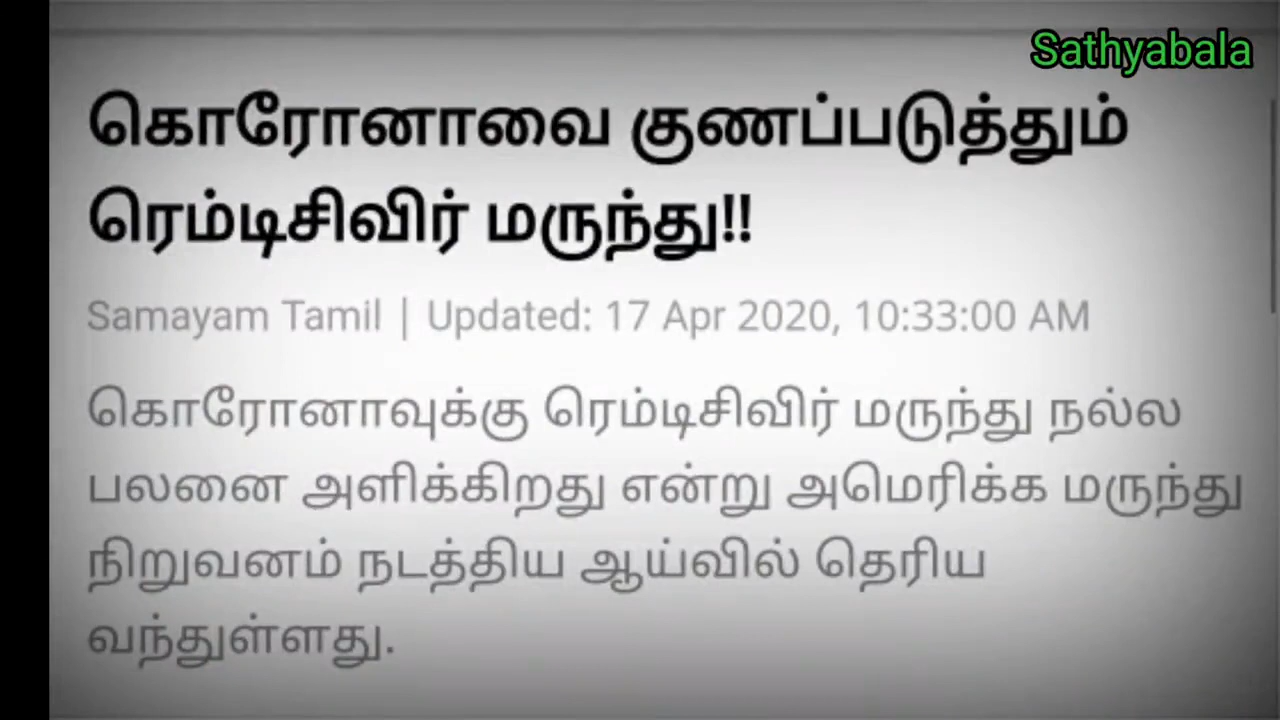 Sathyabala
கொரோனாவை குணப்படுத்தும்
ரெம்டிசிவிர் மருந்து!!
Samayam Tamil | Updated: 17 Apr 2020, 10:33:00 AM
கொரோனாவுக்கு ரெம்டிசிவிர் மருந்து நல்ல
பலனை அளிக்கிறது என்று அமெரிக்க மருந்து
நிறுவனம் நடத்திய ஆய்வில் தெரிய
வந்துள்ளது.